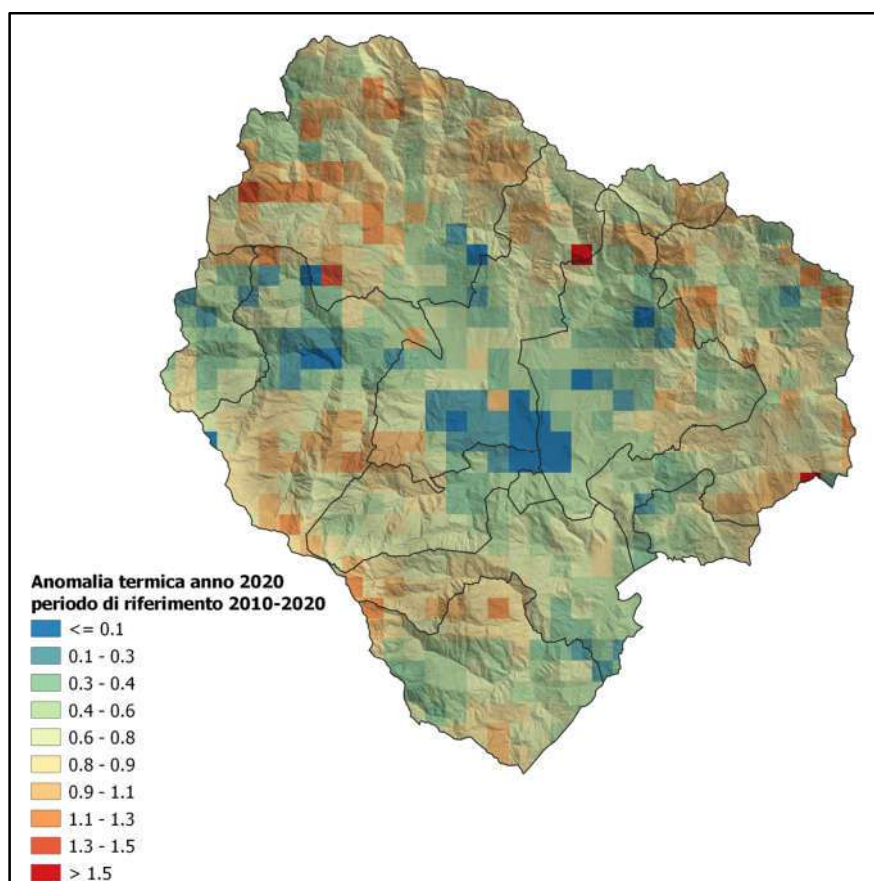 Anomalia termica anno 2020
periodo di riferimento 2010-2020
<= 0.1
0.1 - 0.3
0.3 - 0.4
0.4 - 0.6
0.6 - 0.8
0.8 - 0.9
0.9 - 1.1
1.1 - 1.3
1.3 - 1.5
> 1.5